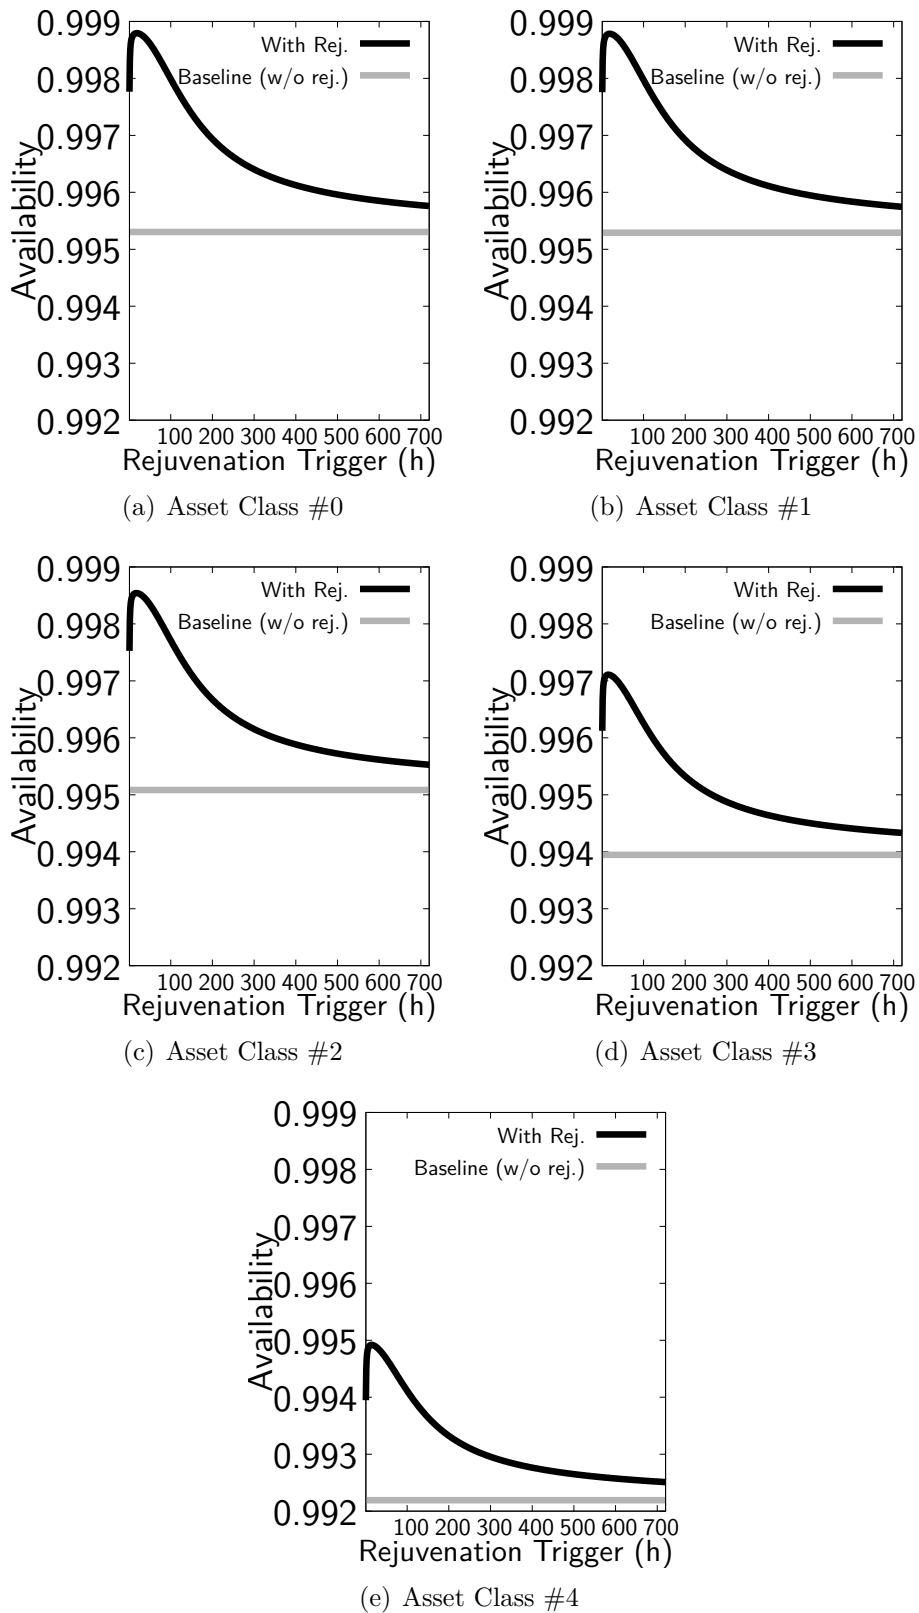 0.999
0.998
0.997
0.996
0.995
0.994
0.993
0.992
Availability
With Rej.
Baseline (w/o rej.)
100 200 300 400 500 600 700
Rejuvenation Trigger (h)
(a) Asset Class #0
0.999
0.998
0.997
0.996
0.995
0.994
0.993
0.992
Availability
With Rej.
Baseline (w/o rej.)
100 200 300 400 500 600 700
Rejuvenation Trigger (h)
(b) Asset Class #1
0.999
0.998
0.997
0.996
0.995
0.994
0.993
0.992
Availability
With Rej.
Baseline (w/o rej.)
100 200 300 400 500 600 700
Rejuvenation Trigger (h)
(c) Asset Class #2
0.999
0.998
0.997
0.996
0.995
0.994
0.993
0.992
Availability
With Rej.
Baseline (w/o rej.)
100 200 300 400 500 600 700
Rejuvenation Trigger (h)
(d) Asset Class #3
0.999
0.998
0.997
0.996
0.995
0.994
0.993
0.992
Availability
With Rej.
Baseline (w/o rej.)
100 200 300 400 500 600 700
Rejuvenation Trigger (h)
(e) Asset Class #4